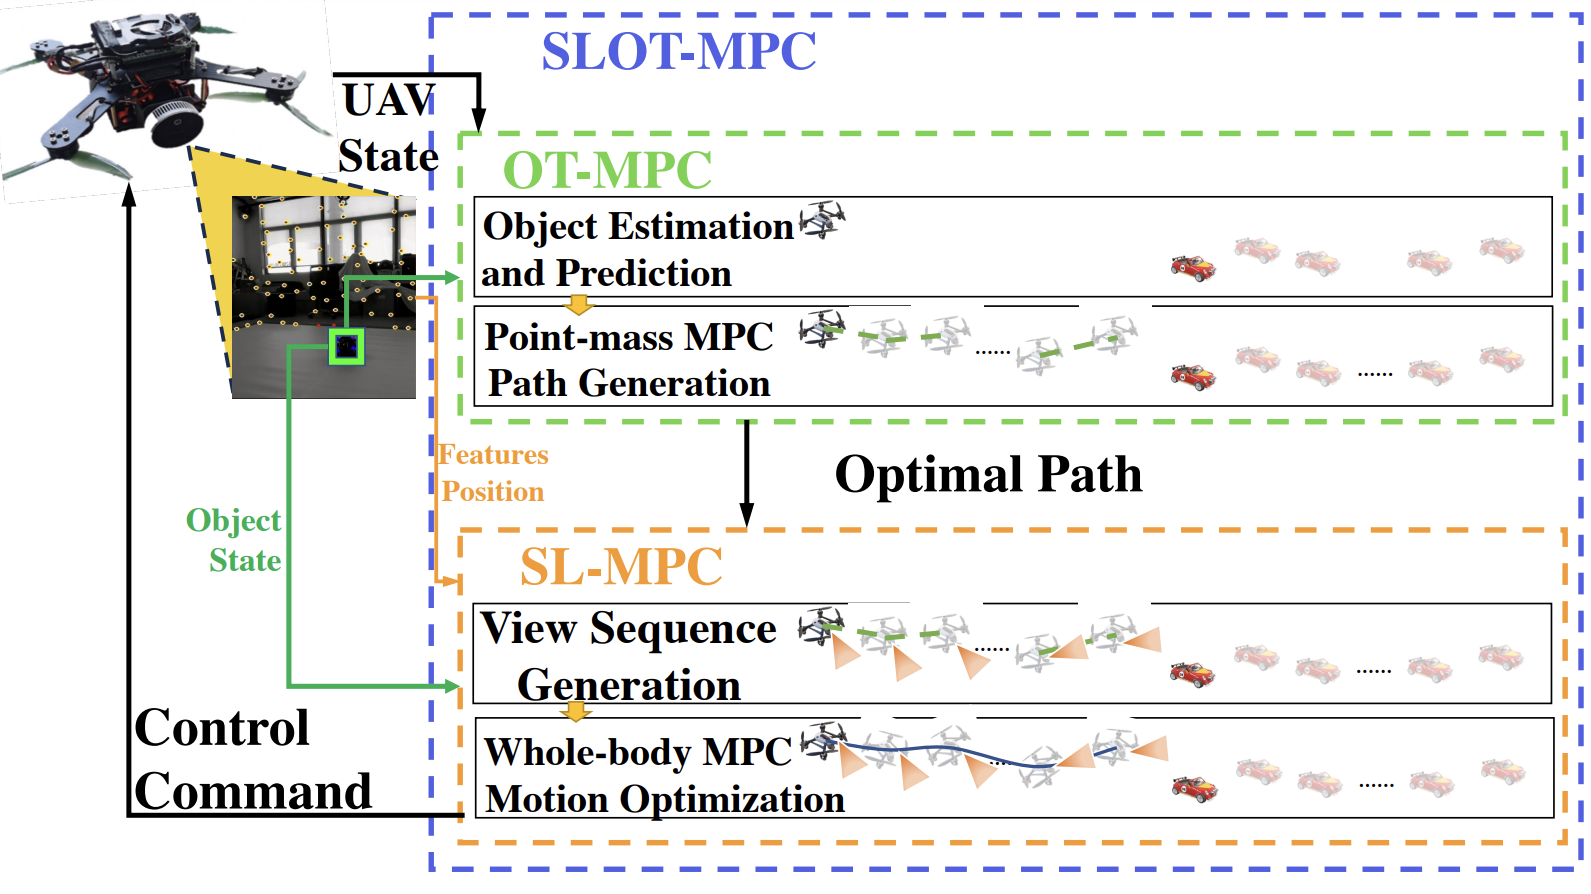 SLOT-MPC
UAV
State
OT-MPC
Object Estimation
and Prediction
Point-mass MPC
Path Generation
......
......
Features
Position
Optimal Path
Object
State
SL-MPC
View Sequence
Generation
......
......
Control
Command
Whole-body MPC
Motion Optimization
......